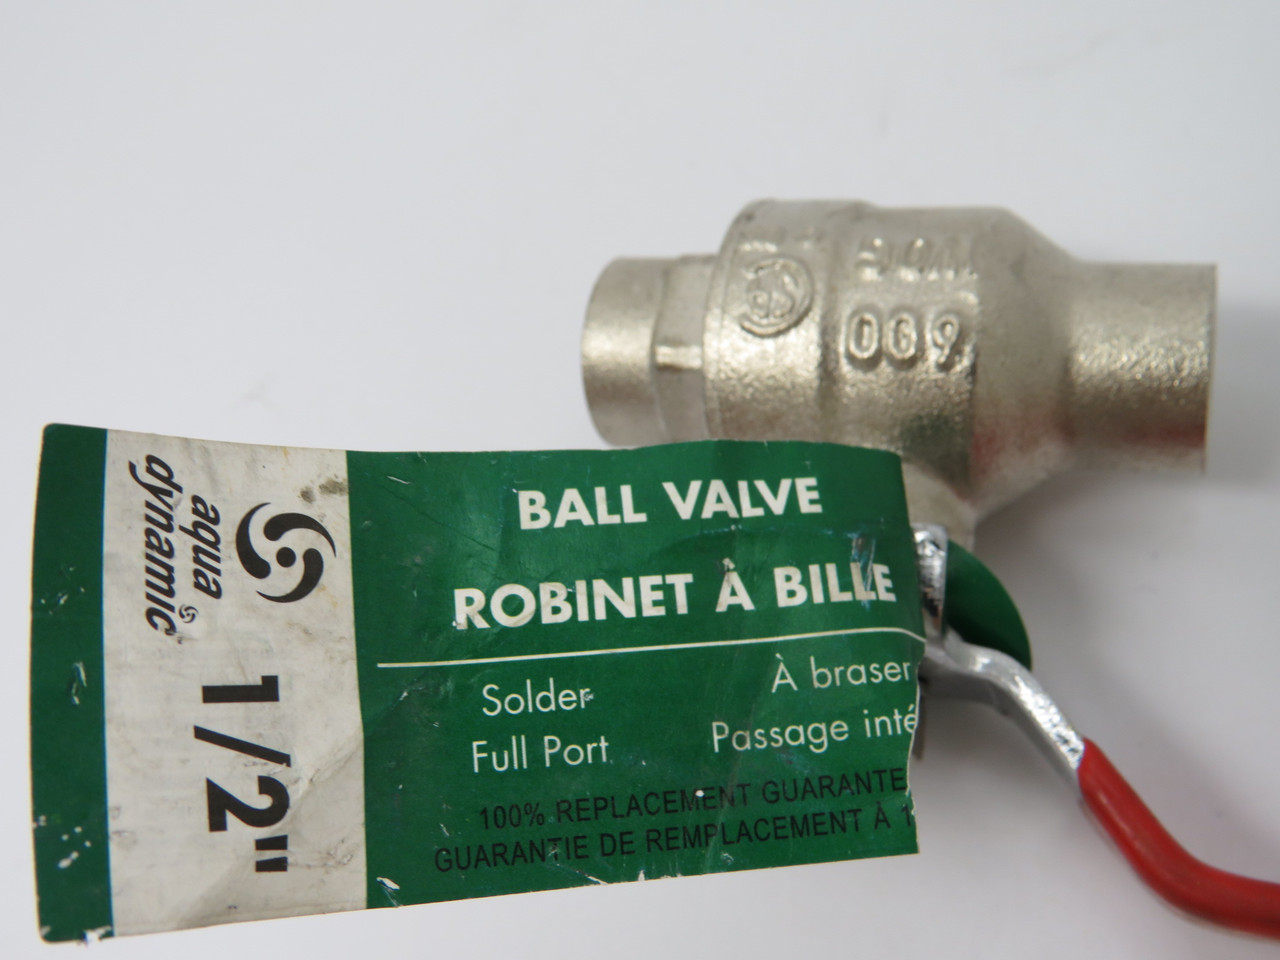 aqua
dynamic
1/2"
BALL VALVE
ROBINET À BILLE
Solder
À braser
Full Port
Passage inté
100% REPLACEMENT GUARANTE
GUARANTIE DE REMPLACEMENT À 1